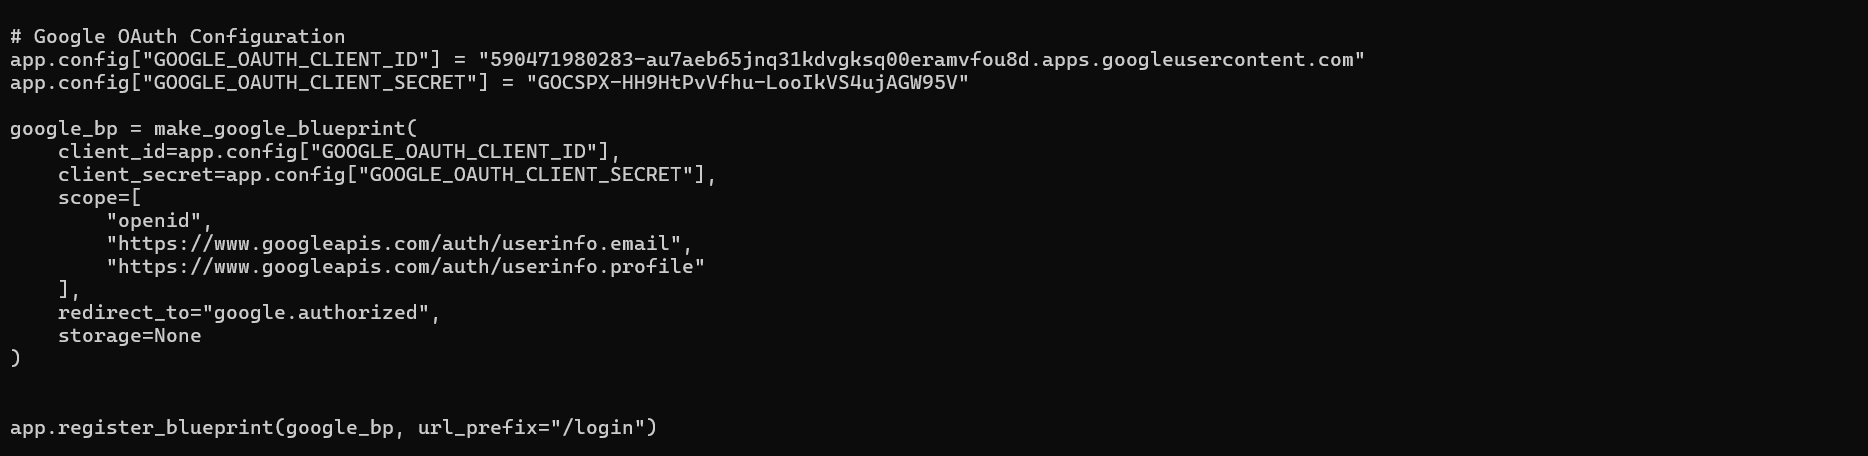 # Google OAuth Configuration
app.config["GOOGLE_OAUTH_CLIENT_ID"] = "590471980283-au7aeb65jnq31kdvgksq00eramvfou8d.apps.googleusercontent.com"
app.config["GOOGLE_OAUTH_CLIENT_SECRET"] = "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"
google_bp = make_google_blueprint(
    client_id=app.config["GOOGLE_OAUTH_CLIENT_ID"],
    client_secret=app.config["GOOGLE_OAUTH_CLIENT_SECRET"],
    scope=[
        "openid",
        "https://www.googleapis.com/auth/userinfo.email",
        "https://www.googleapis.com/auth/userinfo.profile"
    ],
    redirect_to="google.authorized",
    storage=None
)
app.register_blueprint(google_bp, url_prefix="/login")